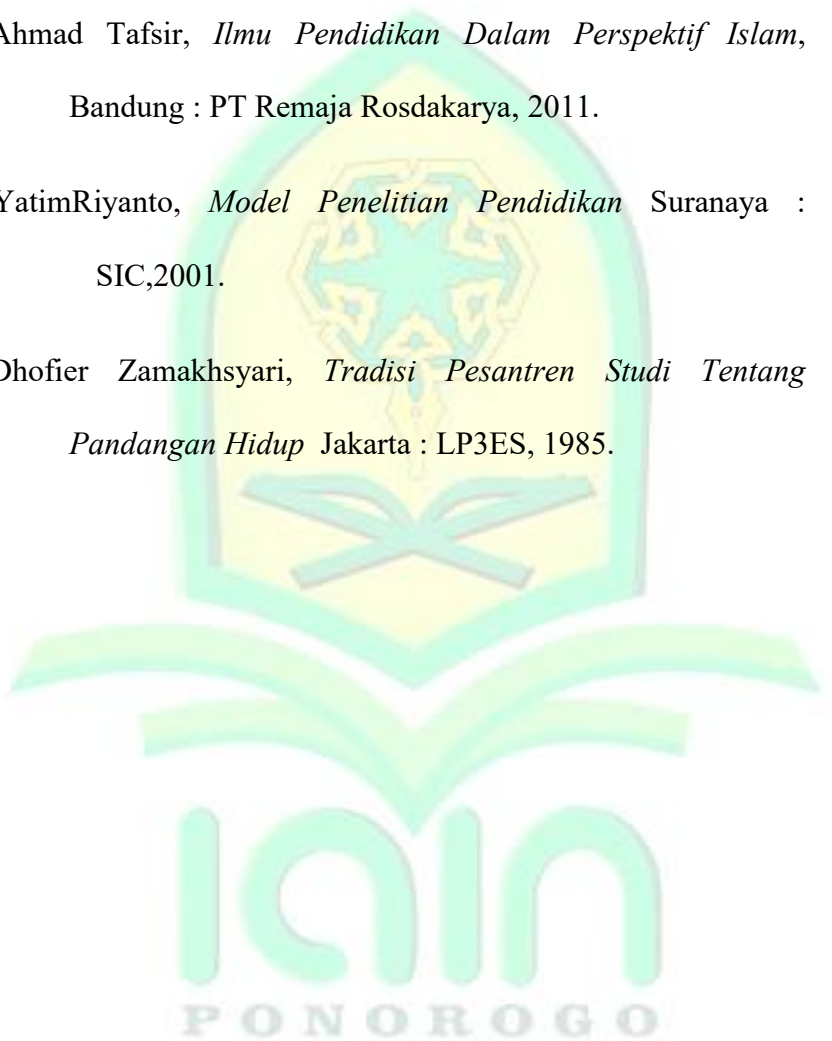 Ahmad Tafsir, Ilmu Pendidikan Dalam Perspektif Islam,
Bandung : PT Remaja Rosdakarya, 2011.
YatimRiyanto, Model Penelitian Pendidikan Suranaya :
SIC,2001.
Dhofier Zamakhsyari, Tradisi Pesantren Studi Tentang
Pandangan Hidup Jakarta : LP3ES, 1985.
iain
PONOROGO